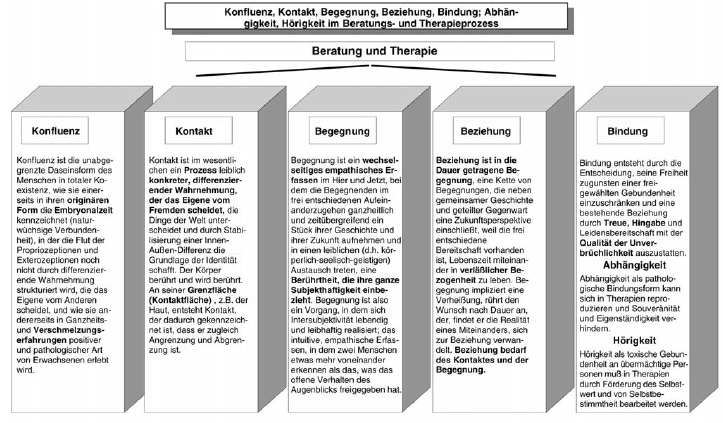 Konfluenz, Kontakt, Begegnung, Beziehung, Bindung; Abhän-
gigkeit, Hörigkeit im Beratungs- und Therapieprozess
Beratung und Therapie
Konfluenz
Konfluenz ist die unabge-
grenzte Daseinsform des
Menschen in totaler Ko-
existenz, wie sie einer-
seits in ihren originären
Form die Embryonalzeit
kennzeichnet (natur-
wüchsige Verbunden-
heit), in der die Flut der
Propriozeptionen und
Exterozeptionen noch
nicht durch differenzie-
rende Wahrnehmung
strukturiert wird, die das
Eigene vom Anderen
scheidet, und wie sie an-
dererseits in Ganzheits-
und Verschmelzungs-
erfahrungen positiver
und pathologischer Art
von Erwachsenen erlebt
wird.
Kontakt
Kontakt ist im wesentli-
chen ein Prozess leiblich
konkreter, differenzie-
render Wahrnehmung,
der das Eigene vom
Fremden scheidet, die
Dinge der Welt unter-
scheidet und durch Stabi-
lisierung einer Innen-
Außen-Differenz die
Grundlage der Identität
schafft. Der Körper
berührt und wird berührt.
An seiner Grenzfläche
(Kontaktfläche) , z.B. der
Haut, entsteht Kontakt,
der dadurch gekennzeich-
net ist, dass er zugleich
Angrenzung und Abgren-
zung ist.
Begegnung
Begegnung ist ein wechsel-
seitiges empathisches Er-
fassen im Hier und Jetzt, bei
dem die Begegnenden im
frei entschiedenen Aufein-
anderzugehen ganzheitlich
und zeitübergreifend ein
Stück ihrer Geschichte und
ihrer Zukunft aufnehmen und
in einen leiblichen (d.h. kör-
perlich-seelisch-geistigen)
Austausch treten, eine
Berührtheit, die ihre ganze
Subjekthaftigkeit einbe-
zieht. Begegnung ist also
ein Vorgang, in dem sich
Intersubjektivität lebendig
und leibhaftig realisiert; das
intuitive, empathische Erfas-
sen, in dem zwei Menschen
etwas mehr voneinander
erkennen als das, was das
offene Verhalten des
Augenblicks freigegeben hat.
Beziehung
Beziehung ist in die
Dauer getragene Be-
gegnung, eine Kette von
Begegnungen, die neben
gemeinsamer Geschichte
und geteilter Gegenwart
eine Zukunftsperspektive
einschließt, weil die frei
entschiedene
Bereitschaft vorhanden
ist, Lebenszeit miteinan-
der in verläßlicher Be-
zogenheit zu leben. Be-
gegnung impliziert eine
Verheißung, rührt den
Wunsch nach Dauer an,
der, findet er die Realität
eines Miteinanders, sich
zur Beziehung verwan-
delt. Beziehung bedarf
des Kontaktes und der
Begegnung.
Bindung
Bindung entsteht durch die
Entscheidung, seine Freiheit
zugunsten einer frei-
gewählten Gebundenheit
einzuschränken und eine
bestehende Beziehung
durch Treue, Hingabe und
Leidensbereitschaft mit der
Qualität der Unver-
brüchlichkeit auszustatten.
Abhängigkeit
Abhängigkeit als patholo-
gische Bindungsform kann
sich in Therapien repro-
duzieren und Souveränität
und Eigenständigkeit ver-
hindern.
Hörigkeit
Hörigkeit als toxische Gebun-
denheit an übermächtige Per-
sonen muß in Therapien
durch Förderung des Selbst-
wert und von Selbstbe-
stimmtheit bearbeitet werden.